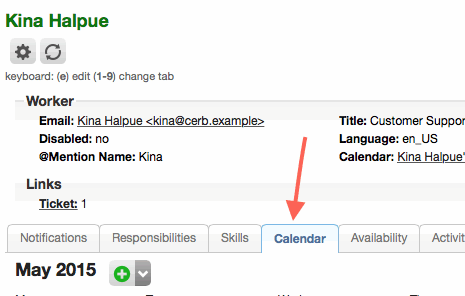 Kina Halpue
keyboard: (e) edit (1-9) change tab
Worker
Email: Kina Halpue <kina@cerb.example> Title: Customer Suppor
Disabled: no Language: en_US
@Mention Name: Kina Calendar: Kina Halpue'
Links
Ticket: 1
Notifications Responsibilities Skills Calendar Availability Activit
May 2015